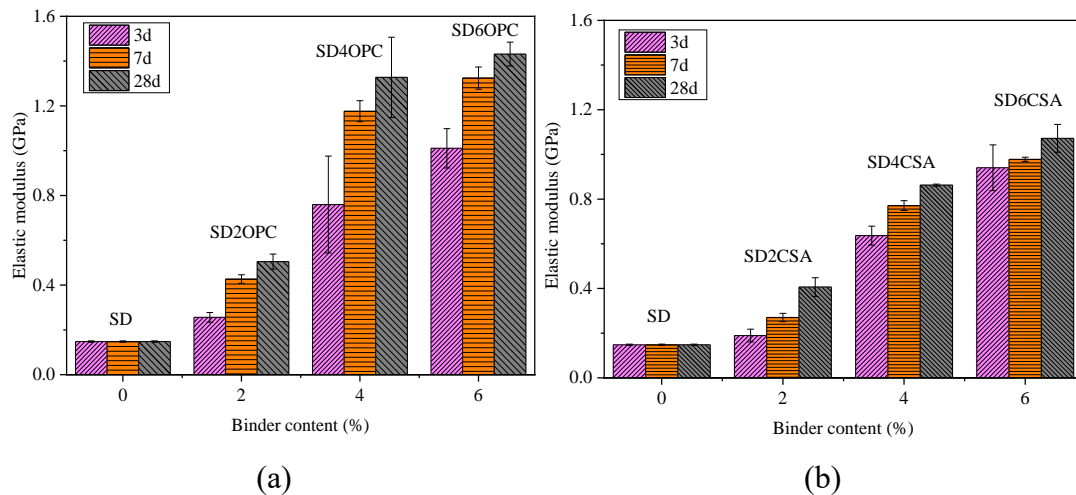 1.6
1.2
0.8
0.4
0.0
Elastic modulus (GPa)
3d
7d
28d
SD
SD2OPC
SD4OPC
SD6OPC
0 2 4 6
Binder content (%)
(a)
1.6
1.2
0.8
0.4
0.0
Elastic modulus (GPa)
3d
7d
28d
SD
SD2CSA
SD4CSA
SD6CSA
0 2 4 6
Binder content (%)
(b)